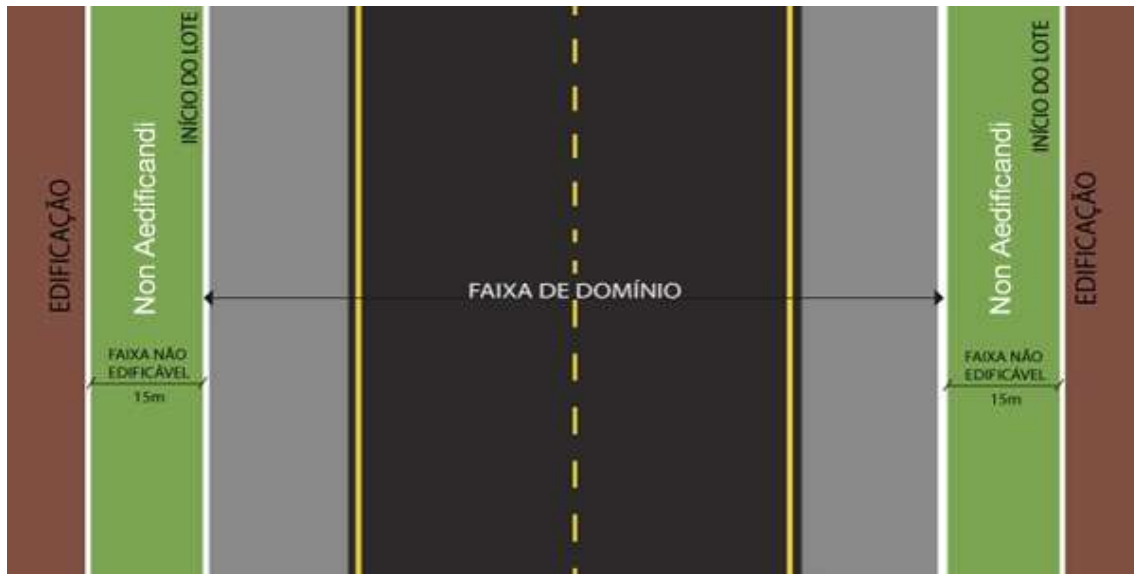 EDIFICAÇÃO
Non Aedificandi
INÍCIO DO LOTE
FAIXA NÃO
EDIFICÁVEL
15m
FAIXA DE DOMÍNIO
Non Aedificandi
INÍCIO DO LOTE
FAIXA NÃO
EDIFICÁVEL
15m
EDIFICAÇÃO